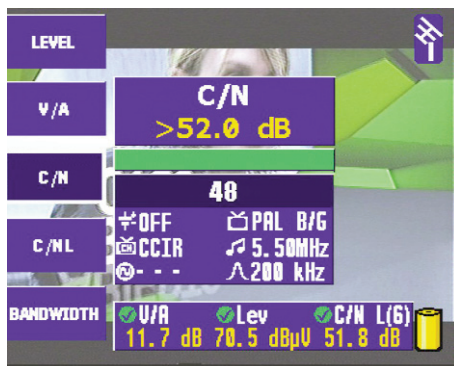 LEVEL
V/A
C/N
C/NL
BANDWIDTH
C/N
>52.0 dB
48
OFF
PAL B/G
CCIR
5.50MHz
- - -
200 kHz
V/A Lev C/N L(6)
11.7 dB 70.5 dBµV 51.8 dB